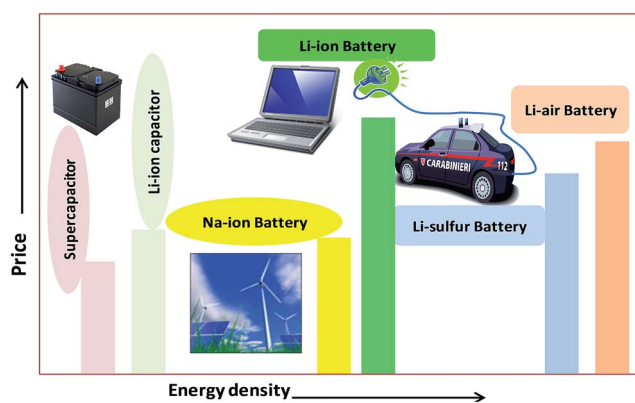 Li-ion Battery
Li-air Battery
Li-ion capacitor
CARABINIERI
112
Supercapacitor
Na-ion Battery
Li-sulfur Battery
Price
Energy density